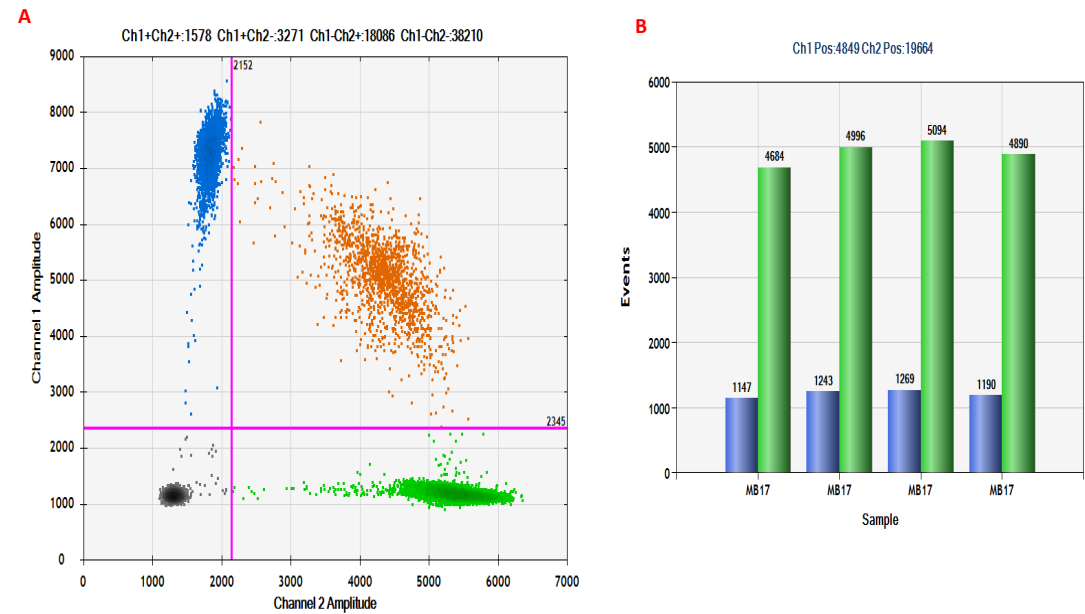 A
Ch1+Ch2+:1578 Ch1+Ch2-:3271 Ch1-Ch2+:18086 Ch1-Ch2-:38210
9000
8000
7000
6000
5000
4000
3000
2000
1000
0
2152
2345
Channel 1 Amplitude
0 1000 2000 3000 4000 5000 6000 7000
Channel 2 Amplitude
B
Ch1 Pos:4849 Ch2 Pos:19664
6000
5000
4000
3000
2000
1000
0
Events
1147 4684 1243 4996 1269 5094 1190 4890
MB17 MB17 MB17 MB17
Sample